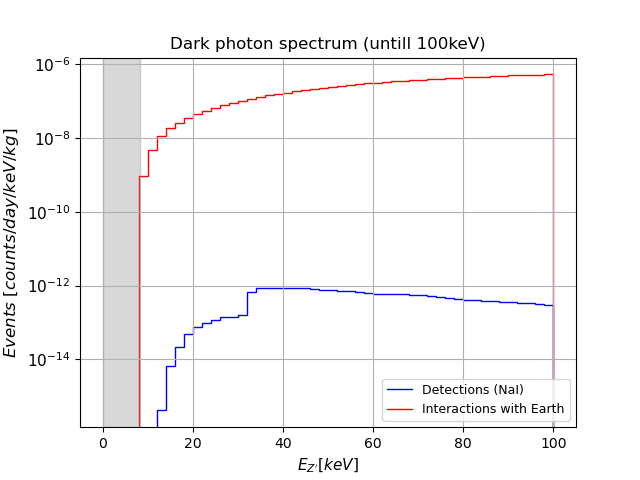 Dark photon spectrum (untill 100keV)
Events [counts/day/keV/kg]
10⁻⁶
10⁻⁸
10⁻¹⁰
10⁻¹²
10⁻¹⁴
Detections (NaI)
Interactions with Earth
0 20 40 60 80 100
E_{Z'}[keV]